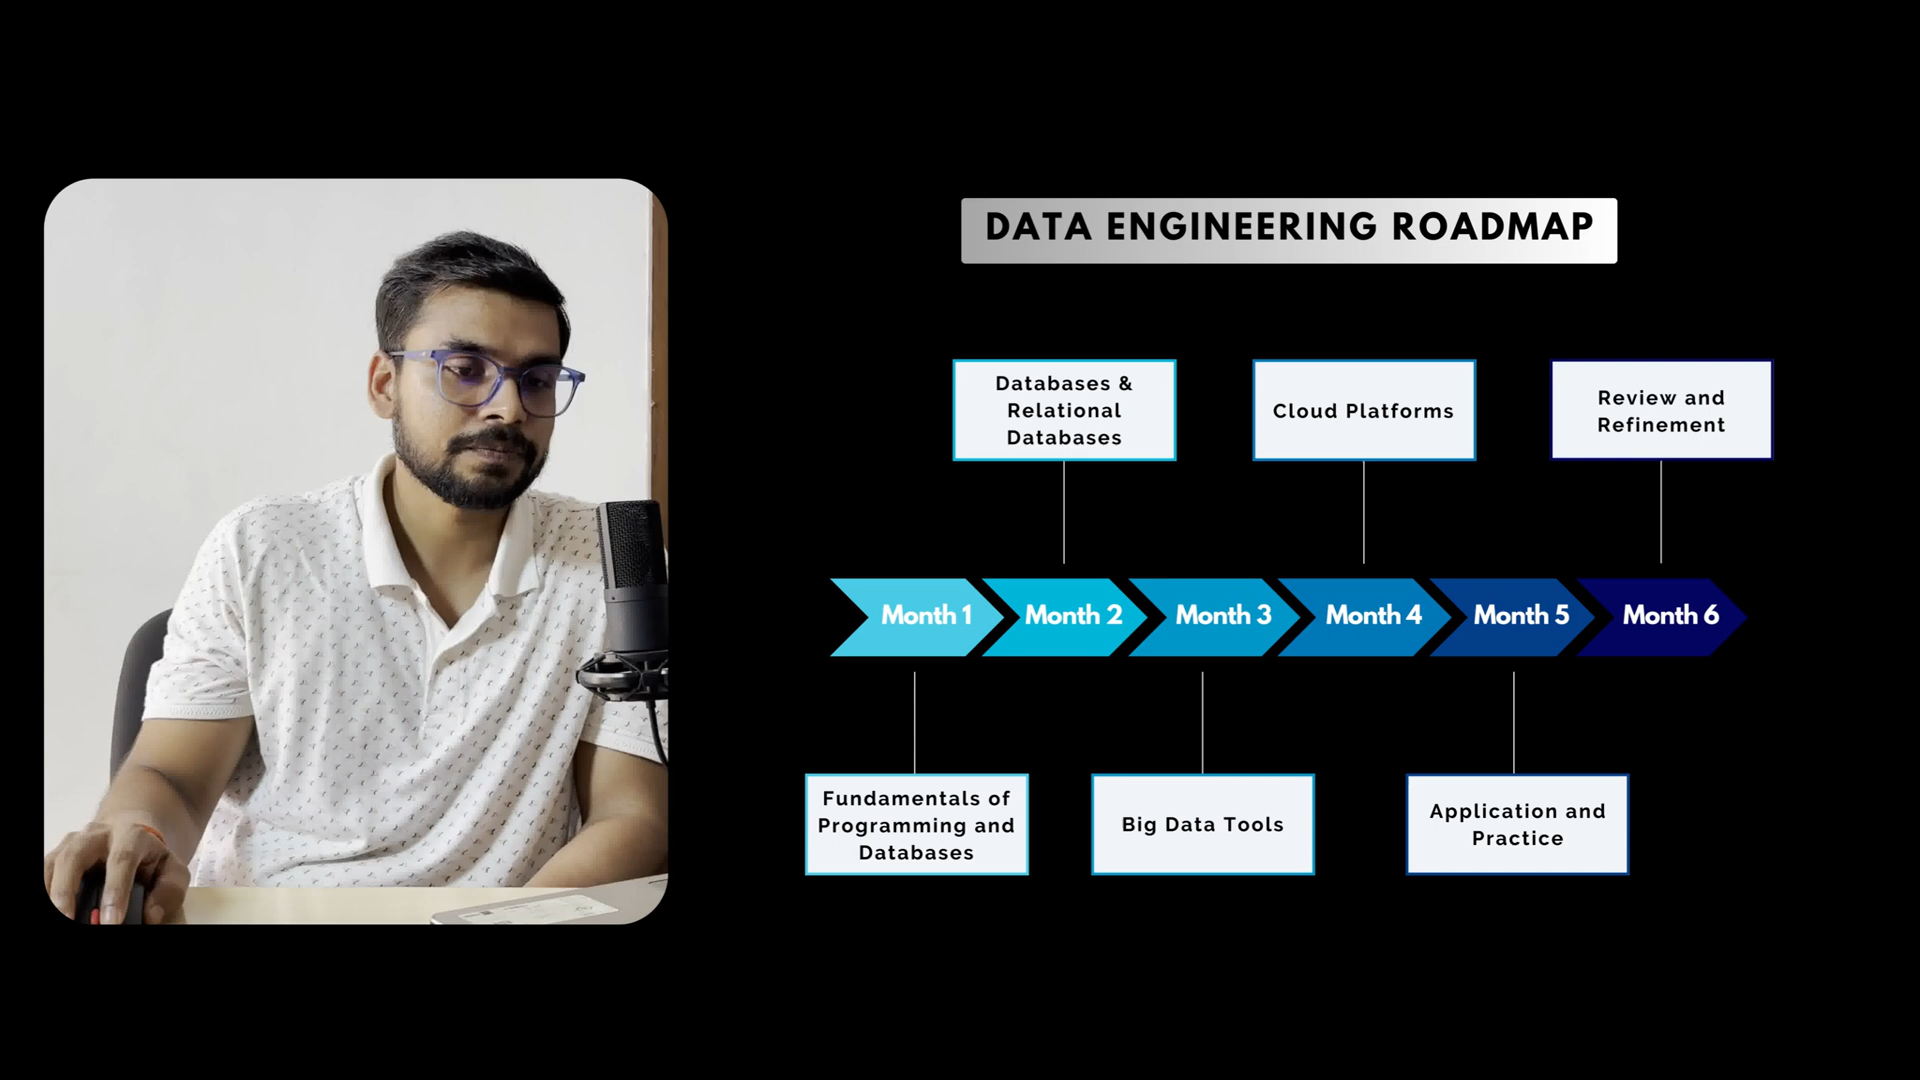 DATA ENGINEERING ROADMAP
Databases &
Relational
Databases
Cloud Platforms
Review and
Refinement
Month 1
Month 2
Month 3
Month 4
Month 5
Month 6
Fundamentals of
Programming and
Databases
Big Data Tools
Application and
Practice